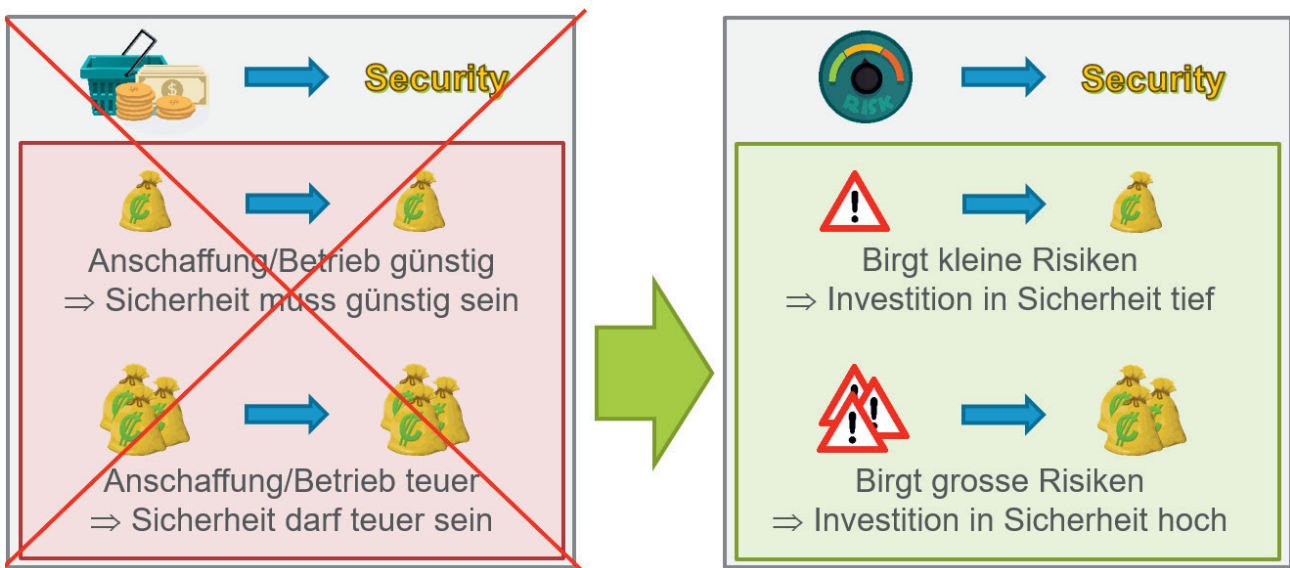 Security
Anschaffung/Betrieb günstig
⇒ Sicherheit muss günstig sein
Anschaffung/Betrieb teuer
⇒ Sicherheit darf teuer sein
RISK
Security
Birgt kleine Risiken
⇒ Investition in Sicherheit tief
Birgt grosse Risiken
⇒ Investition in Sicherheit hoch